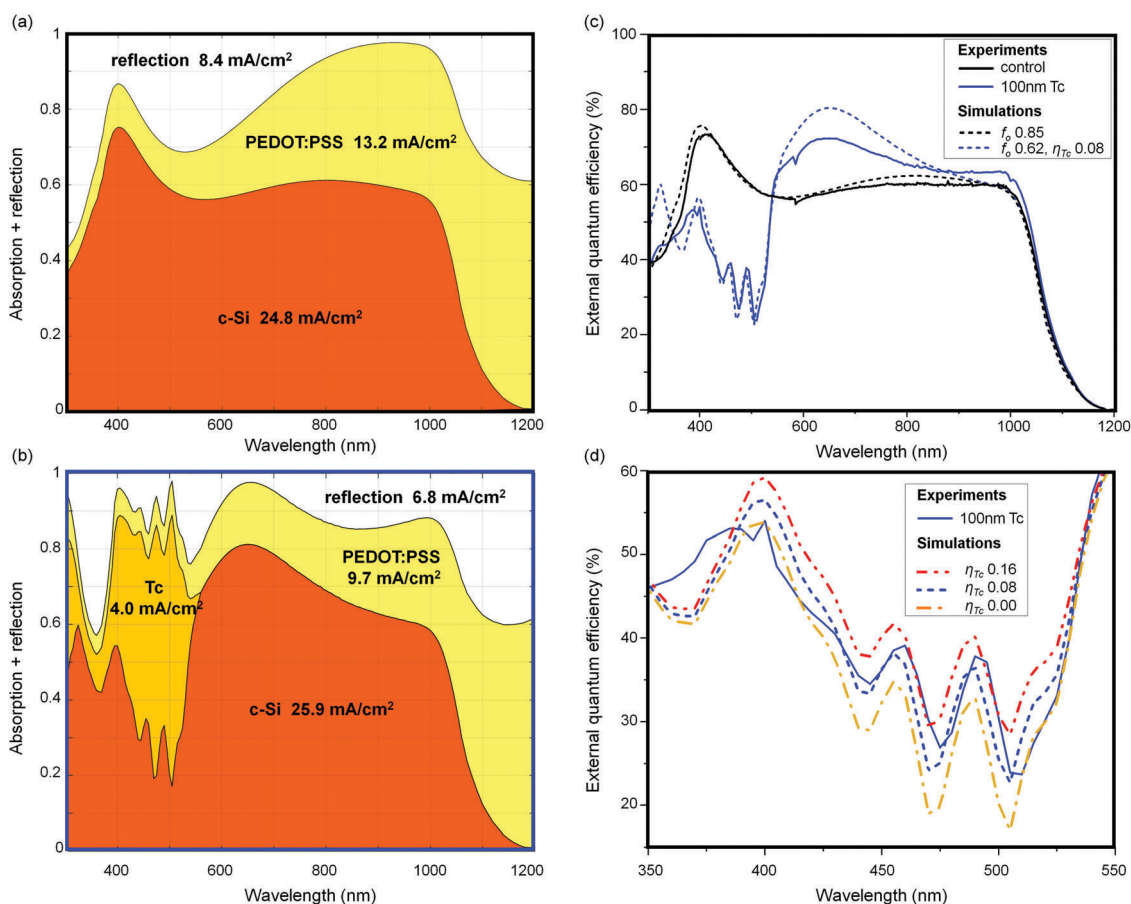 (a)
Absorption + reflection
1
0.8
0.6
0.4
0.2
0
reflection 8.4 mA/cm²
PEDOT:PSS 13.2 mA/cm²
c-Si 24.8 mA/cm²
400 600 800 1000 1200
Wavelength (nm)
(b)
Absorption + reflection
1
0.8
0.6
0.4
0.2
0
reflection 6.8 mA/cm²
PEDOT:PSS
9.7 mA/cm²
Tc
4.0 mA/cm²
c-Si 25.9 mA/cm²
400 600 800 1000 1200
Wavelength (nm)
(c)
External quantum efficiency (%)
100
80
60
40
20
0
Experiments
control
100nm Tc
Simulations
fₒ 0.85
fₒ 0.62, ηTc 0.08
400 600 800 1000 1200
Wavelength (nm)
(d)
External quantum efficiency (%)
60
50
40
30
20
Experiments
100nm Tc
Simulations
ηTc 0.16
ηTc 0.08
ηTc 0.00
350 400 450 500 550
Wavelength (nm)